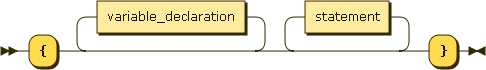 variable_declaration statement
{ }